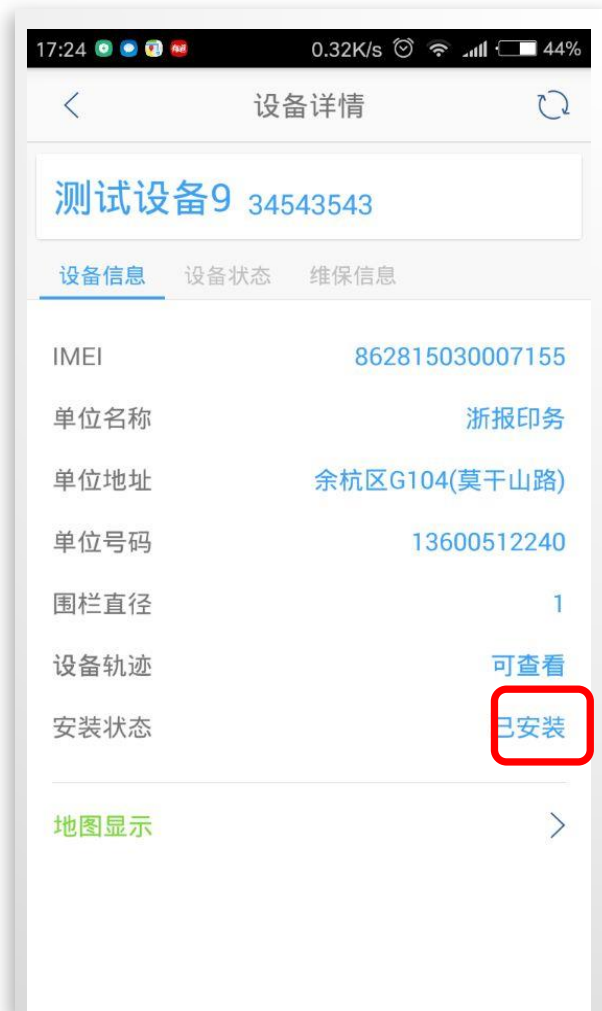 17:24 0.32K/s 44%
设备详情
测试设备9 34543543
设备信息 设备状态 维保信息
IMEI 862815030007155
单位名称 浙报印务
单位地址 余杭区G104(莫干山路)
单位号码 13600512240
围栏直径 1
设备轨迹 可查看
安装状态 已安装
地图显示